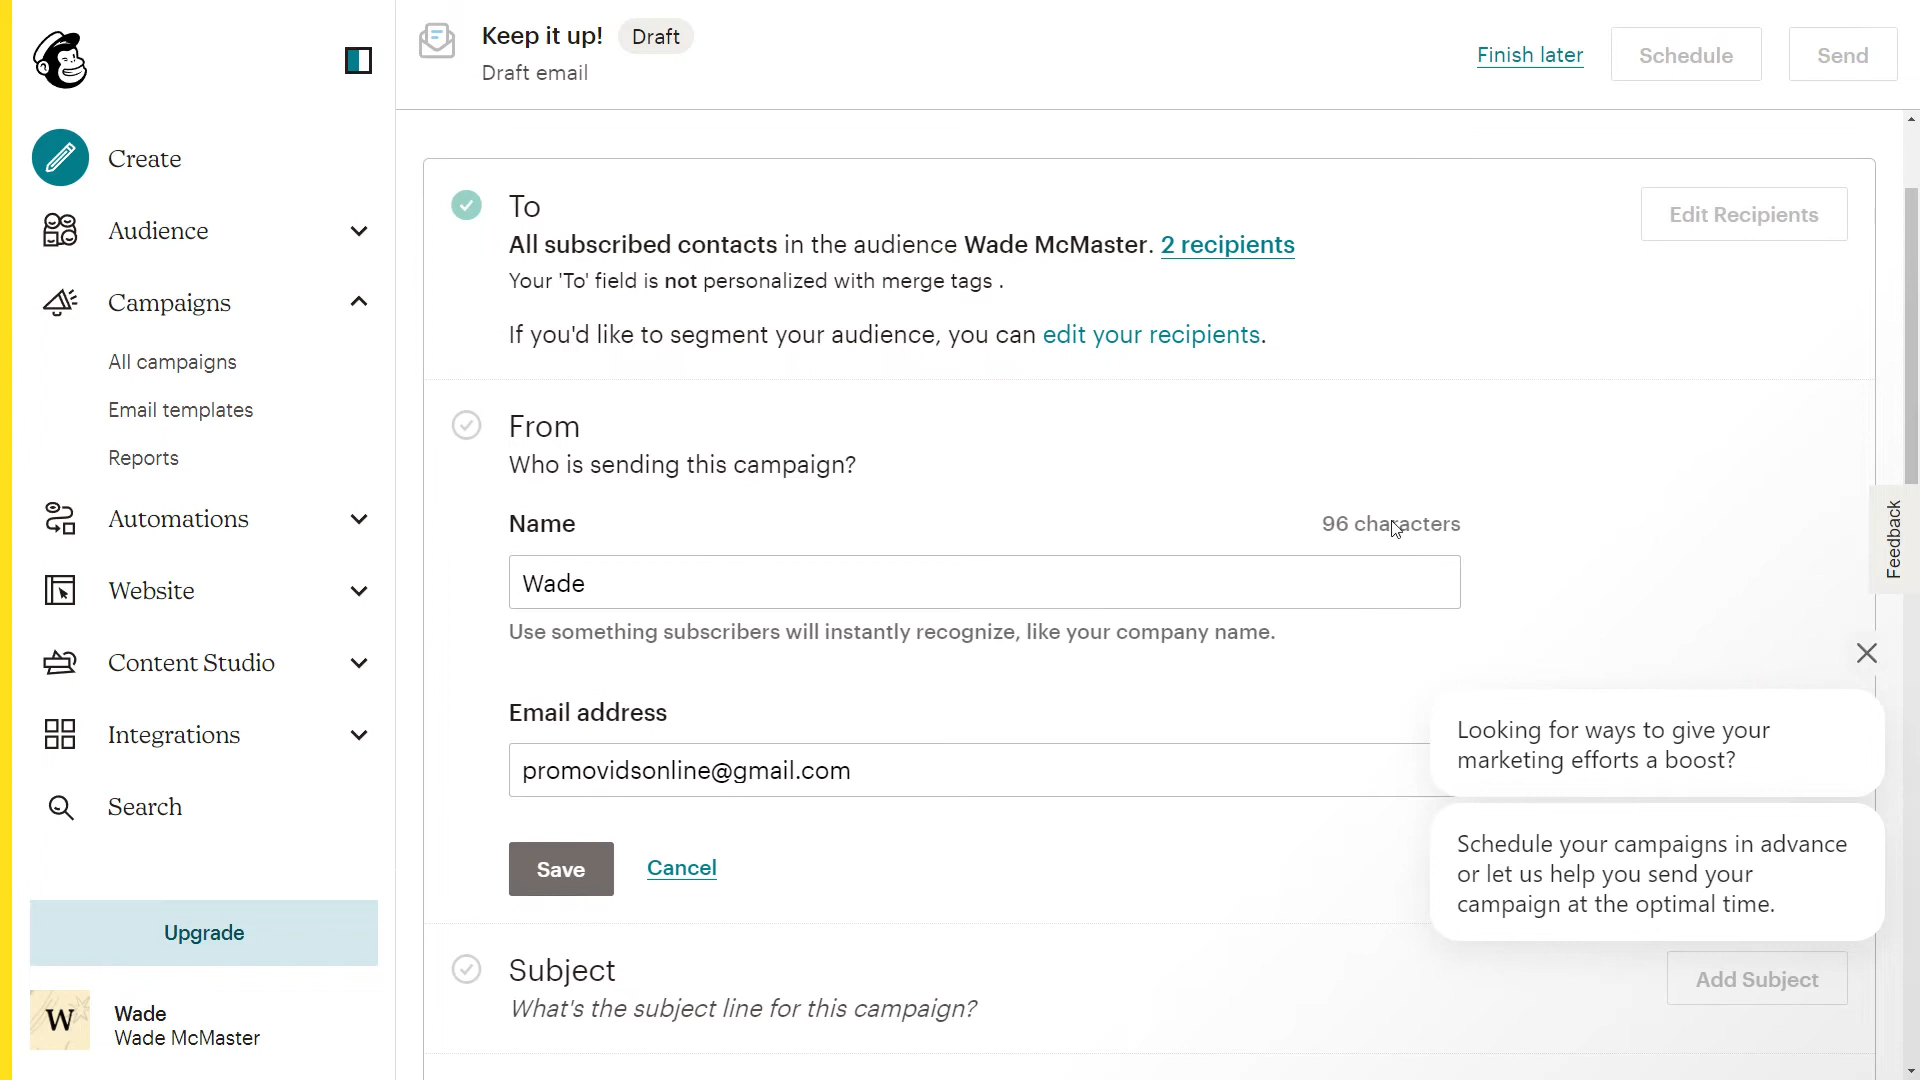 Keep it up!
Draft
Draft email
Finish later
Schedule
Send
Create
Audience
Campaigns
All campaigns
Email templates
Reports
Automations
Website
Content Studio
Integrations
Search
Upgrade
W
Wade
Wade McMaster
To
All subscribed contacts in the audience Wade McMaster. 2 recipients
Your 'To' field is not personalized with merge tags .
If you'd like to segment your audience, you can edit your recipients.
Edit Recipients
From
Who is sending this campaign?
Name
96 characters
Wade
Use something subscribers will instantly recognize, like your company name.
Email address
promovidsonline@gmail.com
Save
Cancel
Subject
What's the subject line for this campaign?
Add Subject
Feedback
Looking for ways to give your
marketing efforts a boost?
Schedule your campaigns in advance
or let us help you send your
campaign at the optimal time.